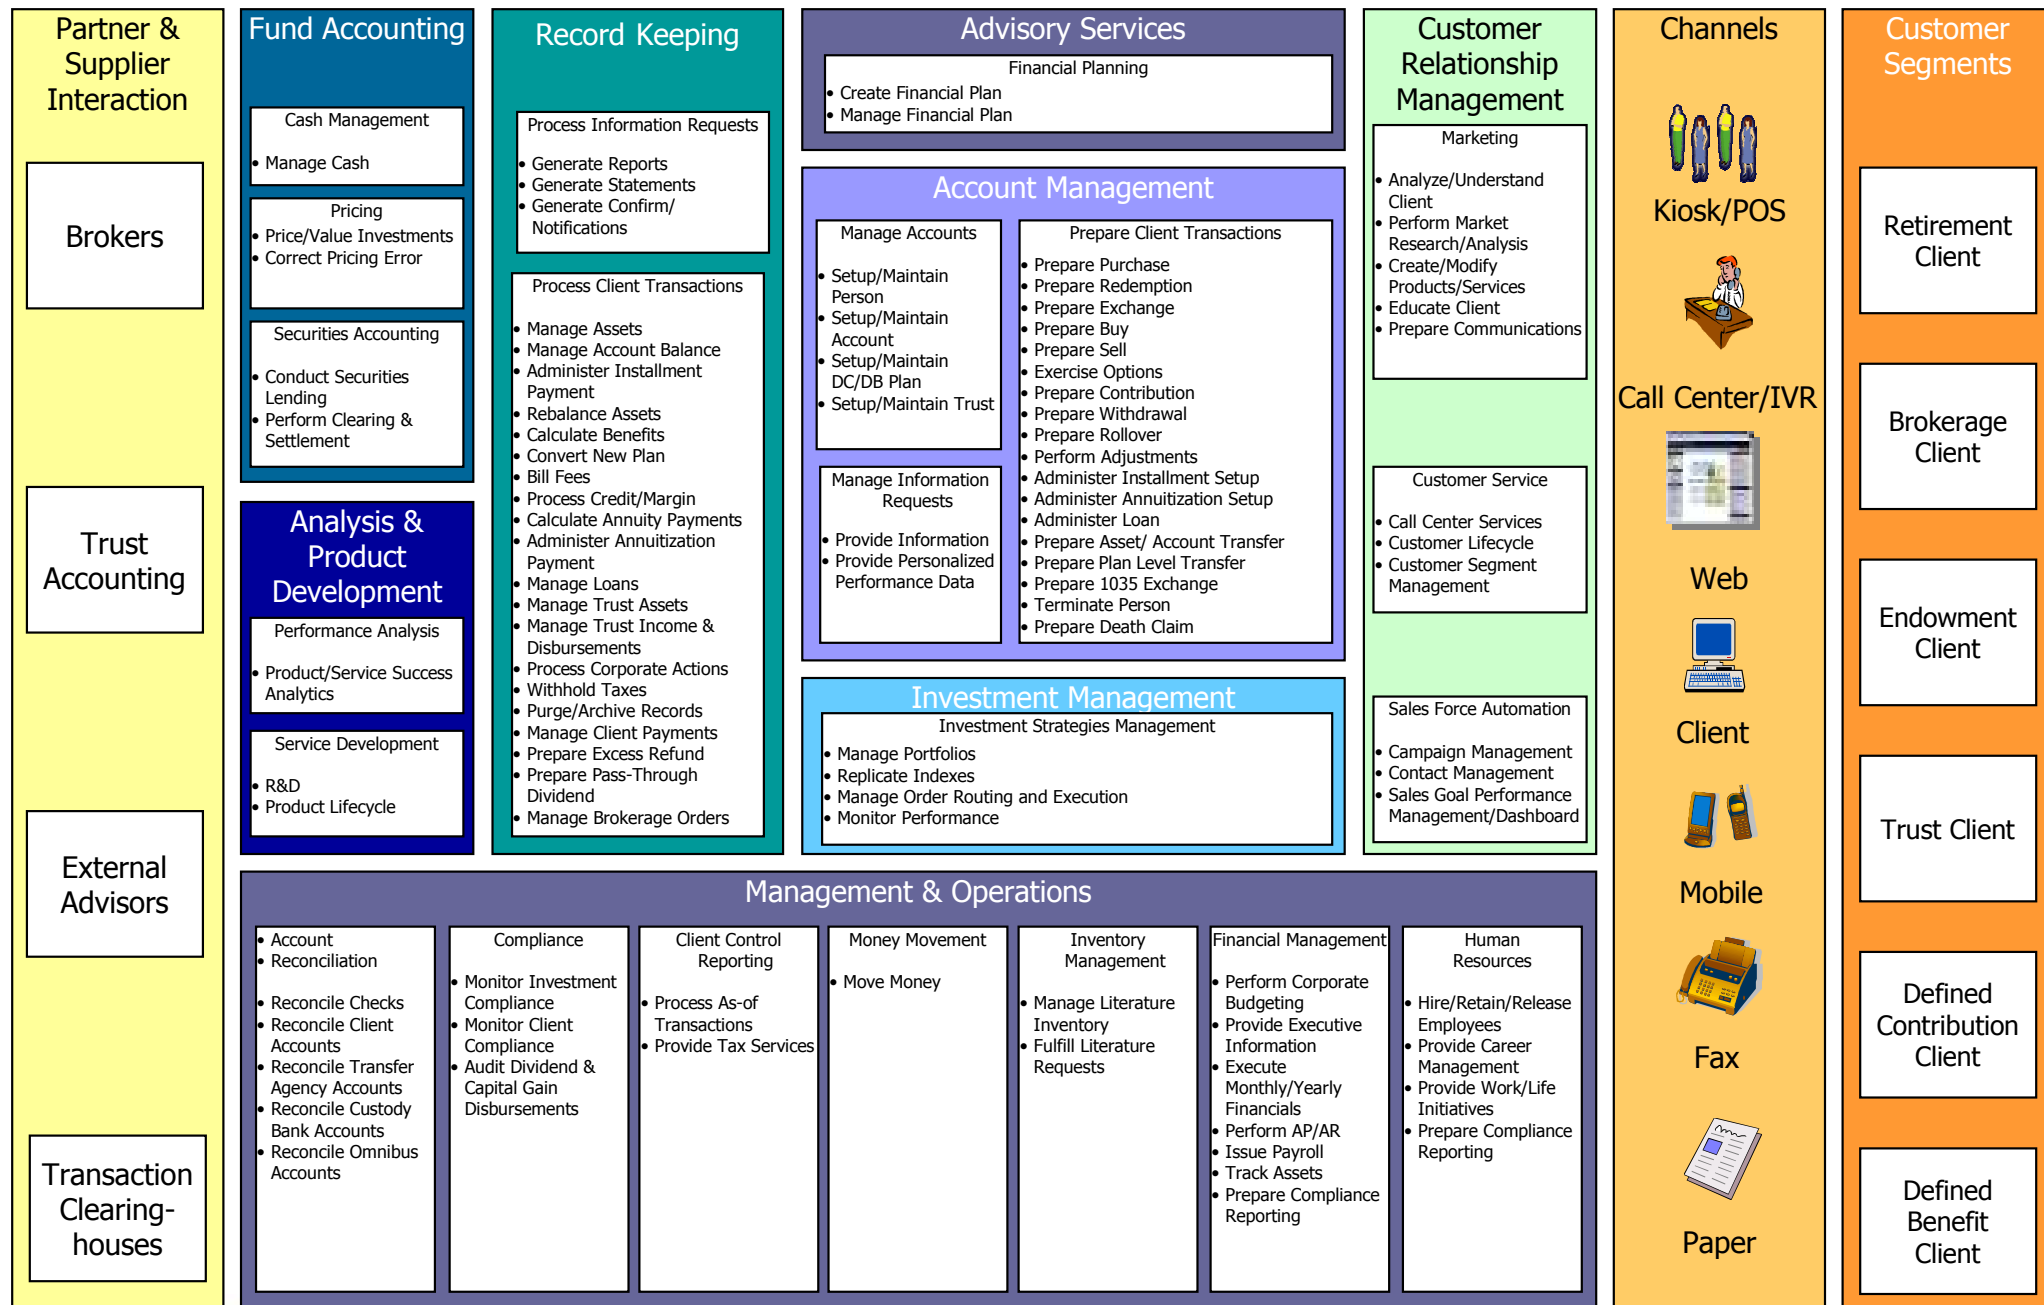 Partner &
Supplier
Interaction
Brokers
Trust
Accounting
External
Advisors
Transaction
Clearing-
houses
Fund Accounting
Cash Management
• Manage Cash
Pricing
• Price/Value Investments
• Correct Pricing Error
Securities Accounting
• Conduct Securities
Lending
• Perform Clearing &
Settlement
Analysis &
Product
Development
Performance Analysis
• Product/Service Success
Analytics
Service Development
• R&D
• Product Lifecycle
Record Keeping
Process Information Requests
• Generate Reports
• Generate Statements
• Generate Confirm/
Notifications
Process Client Transactions
• Manage Assets
• Manage Account Balance
• Administer Installment
Payment
• Rebalance Assets
• Calculate Benefits
• Convert New Plan
• Bill Fees
• Process Credit/Margin
• Calculate Annuity Payments
• Administer Annuitization
Payment
• Manage Loans
• Manage Trust Assets
• Manage Trust Income &
Disbursements
• Process Corporate Actions
• Withhold Taxes
• Purge/Archive Records
• Manage Client Payments
• Prepare Excess Refund
• Prepare Pass-Through
Dividend
• Manage Brokerage Orders
Advisory Services
Financial Planning
• Create Financial Plan
• Manage Financial Plan
Account Management
Manage Accounts
• Setup/Maintain
Person
• Setup/Maintain
Account
• Setup/Maintain
DC/DB Plan
• Setup/Maintain Trust
Manage Information
Requests
• Provide Information
• Provide Personalized
Performance Data
Prepare Client Transactions
• Prepare Purchase
• Prepare Redemption
• Prepare Exchange
• Prepare Buy
• Prepare Sell
• Exercise Options
• Prepare Contribution
• Prepare Withdrawal
• Prepare Rollover
• Perform Adjustments
• Administer Installment Setup
• Administer Annuitization Setup
• Administer Loan
• Prepare Asset/ Account Transfer
• Prepare Plan Level Transfer
• Prepare 1035 Exchange
• Terminate Person
• Prepare Death Claim
Investment Management
Investment Strategies Management
• Manage Portfolios
• Replicate Indexes
• Manage Order Routing and Execution
• Monitor Performance
Customer
Relationship
Management
Marketing
• Analyze/Understand
Client
• Perform Market
Research/Analysis
• Create/Modify
Products/Services
• Educate Client
• Prepare Communications
Customer Service
• Call Center Services
• Customer Lifecycle
• Customer Segment
Management
Sales Force Automation
• Campaign Management
• Contact Management
• Sales Goal Performance
Management/Dashboard
Management & Operations
• Account
• Reconciliation
• Reconcile Checks
• Reconcile Client
Accounts
• Reconcile Transfer
Agency Accounts
• Reconcile Custody
Bank Accounts
• Reconcile Omnibus
Accounts
Compliance
• Monitor Investment
Compliance
• Monitor Client
Compliance
• Audit Dividend &
Capital Gain
Disbursements
Client Control
Reporting
• Process As-of
Transactions
• Provide Tax Services
Money Movement
• Move Money
Inventory
Management
• Manage Literature
Inventory
• Fulfill Literature
Requests
Financial Management
• Perform Corporate
Budgeting
• Provide Executive
Information
• Execute
Monthly/Yearly
Financials
• Perform AP/AR
• Issue Payroll
• Track Assets
• Prepare Compliance
Reporting
Human
Resources
• Hire/Retain/Release
Employees
• Provide Career
Management
• Provide Work/Life
Initiatives
• Prepare Compliance
Reporting
Channels
Kiosk/POS
Call Center/IVR
Web
Client
Mobile
Fax
Paper
Customer
Segments
Retirement
Client
Brokerage
Client
Endowment
Client
Trust Client
Defined
Contribution
Client
Defined
Benefit
Client